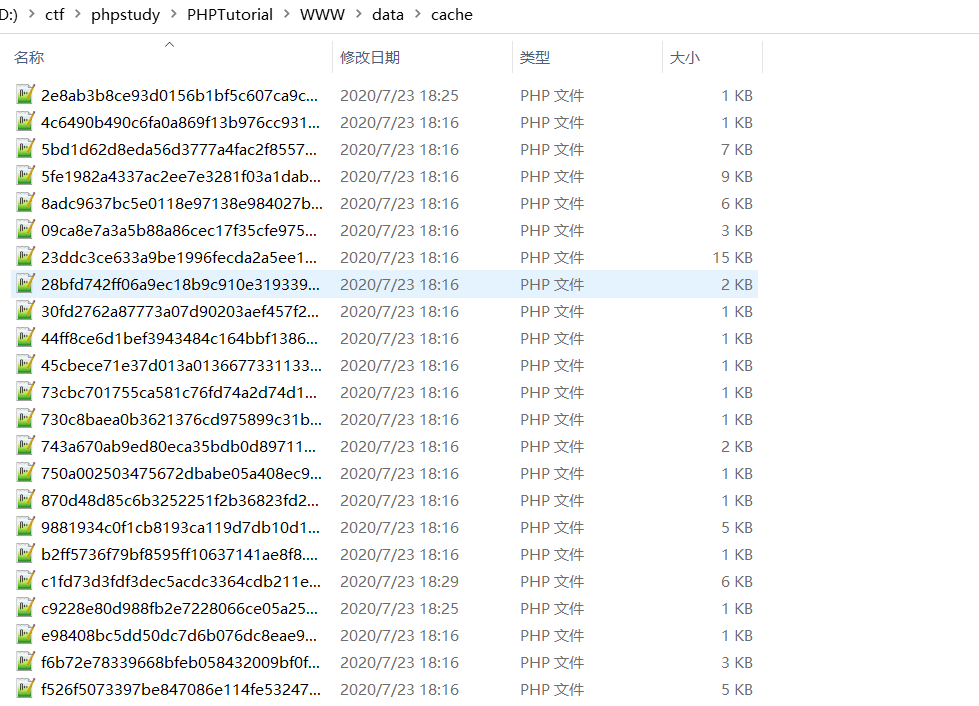 D:) > ctf > phpstudy > PHPTutorial > WWW > data > cache
名称 修改日期 类型 大小
2e8ab3b8ce93d0156b1bf5c607ca9c... 2020/7/23 18:25 PHP 文件 1 KB
4c6490b490c6fa0a869f13b976cc931... 2020/7/23 18:16 PHP 文件 1 KB
5bd1d62d8eda56d3777a4fac2f8557... 2020/7/23 18:16 PHP 文件 7 KB
5fe1982a4337ac2ee7e3281f03a1dab... 2020/7/23 18:16 PHP 文件 9 KB
8adc9637bc5e0118e97138e984027b... 2020/7/23 18:16 PHP 文件 6 KB
09ca8e7a3a5b88a86cec17f35cfe975... 2020/7/23 18:16 PHP 文件 3 KB
23ddc3ce633a9be1996fecda2a5ee1... 2020/7/23 18:16 PHP 文件 15 KB
28bfd742ff06a9ec18b9c910e319339... 2020/7/23 18:16 PHP 文件 2 KB
30fd2762a87773a07d90203aef457f2... 2020/7/23 18:16 PHP 文件 1 KB
44ff8ce6d1bef3943484c164bbf1386... 2020/7/23 18:16 PHP 文件 1 KB
45cbece71e37d013a0136677331133... 2020/7/23 18:16 PHP 文件 1 KB
73cbc701755ca581c76fd74a2d74d1... 2020/7/23 18:16 PHP 文件 1 KB
730c8baea0b3621376cd975899c31b... 2020/7/23 18:16 PHP 文件 1 KB
743a670ab9ed80eca35bdb0d89711... 2020/7/23 18:16 PHP 文件 2 KB
750a002503475672dbabe05a408ec9... 2020/7/23 18:16 PHP 文件 1 KB
870d48d85c6b3252251f2b36823fd2... 2020/7/23 18:16 PHP 文件 1 KB
9881934c0f1cb8193ca119d7db10d1... 2020/7/23 18:16 PHP 文件 5 KB
b2ff5736f79bf8595ff10637141ae8f8.... 2020/7/23 18:16 PHP 文件 1 KB
c1fd73d3fdf3dec5acdc3364cdb211e... 2020/7/23 18:29 PHP 文件 6 KB
c9228e80d988fb2e7228066ce05a25... 2020/7/23 18:25 PHP 文件 1 KB
e98408bc5dd50dc7d6b076dc8eae9... 2020/7/23 18:16 PHP 文件 1 KB
f6b72e78339668bfeb058432009bf0f... 2020/7/23 18:16 PHP 文件 3 KB
f526f5073397be847086e114fe53247... 2020/7/23 18:16 PHP 文件 5 KB